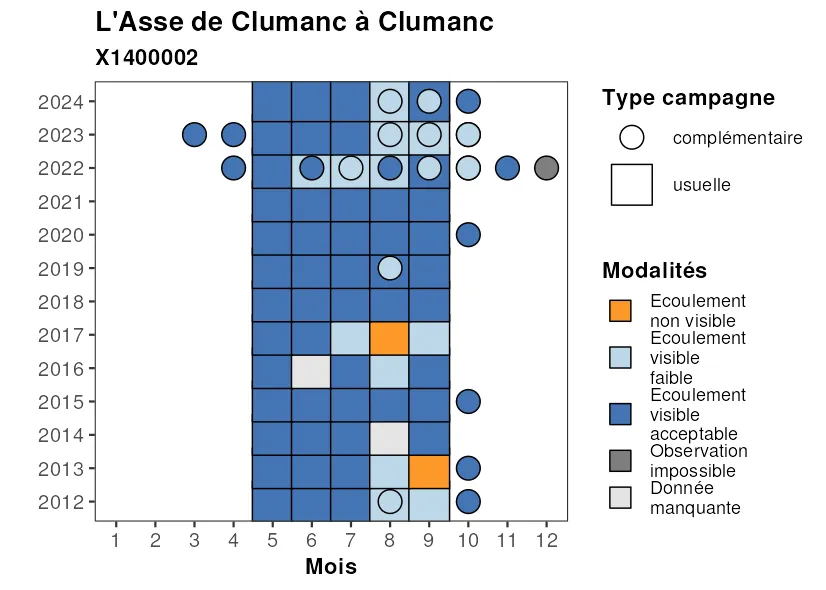 L'Asse de Clumanc à Clumanc
X1400002
2024
2023
2022
2021
2020
2019
2018
2017
2016
2015
2014
2013
2012
1 2 3 4 5 6 7 8 9 10 11 12
Mois
Type campagne
complémentaire
usuelle
Modalités
Ecoulement
non visible
Ecoulement
visible
faible
Ecoulement
visible
acceptable
Observation
impossible
Donnée
manquante